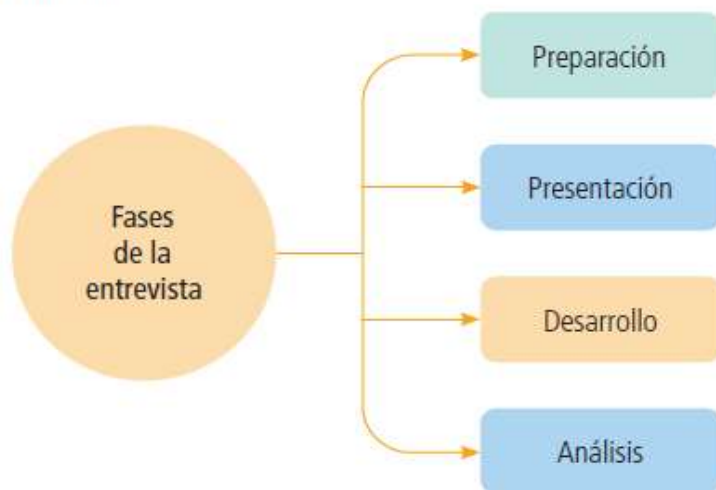 Fases
de la
entrevista
Preparación
Presentación
Desarrollo
Análisis